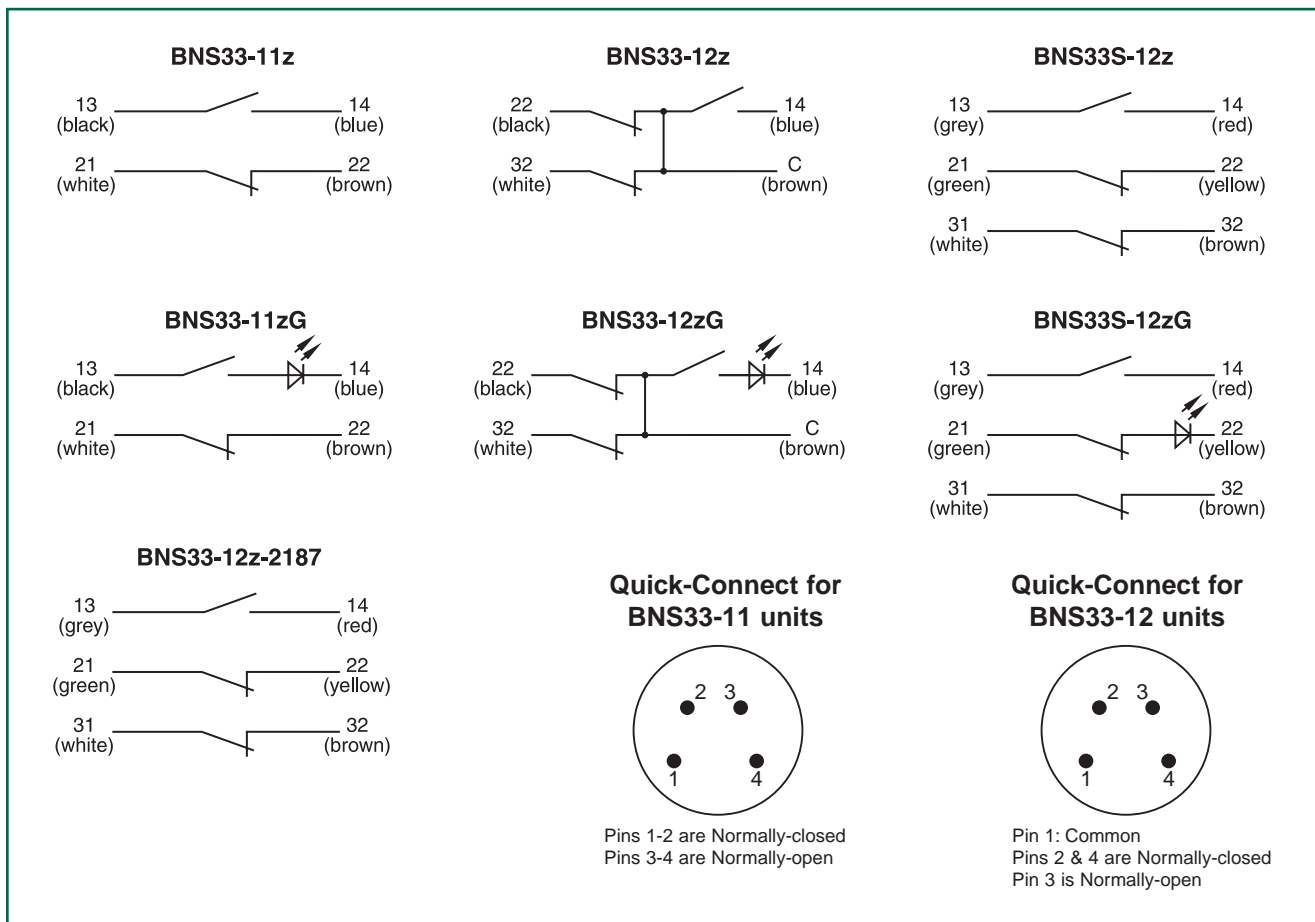 BNS33-11z
13
(black)
14
(blue)
21
(white)
22
(brown)
BNS33-12z
22
(black)
14
(blue)
32
(white)
C
(brown)
BNS33S-12z
13
(grey)
14
(red)
21
(green)
22
(yellow)
31
(white)
32
(brown)
BNS33-11zG
13
(black)
14
(blue)
21
(white)
22
(brown)
BNS33-12zG
22
(black)
14
(blue)
32
(white)
C
(brown)
BNS33S-12zG
13
(grey)
14
(red)
21
(green)
22
(yellow)
31
(white)
32
(brown)
BNS33-12z-2187
13
(grey)
14
(red)
21
(green)
22
(yellow)
31
(white)
32
(brown)
Quick-Connect for
BNS33-11 units
2 3
1 4
Pins 1-2 are Normally-closed
Pins 3-4 are Normally-open
Quick-Connect for
BNS33-12 units
2 3
1 4
Pin 1: Common
Pins 2 & 4 are Normally-closed
Pin 3 is Normally-open